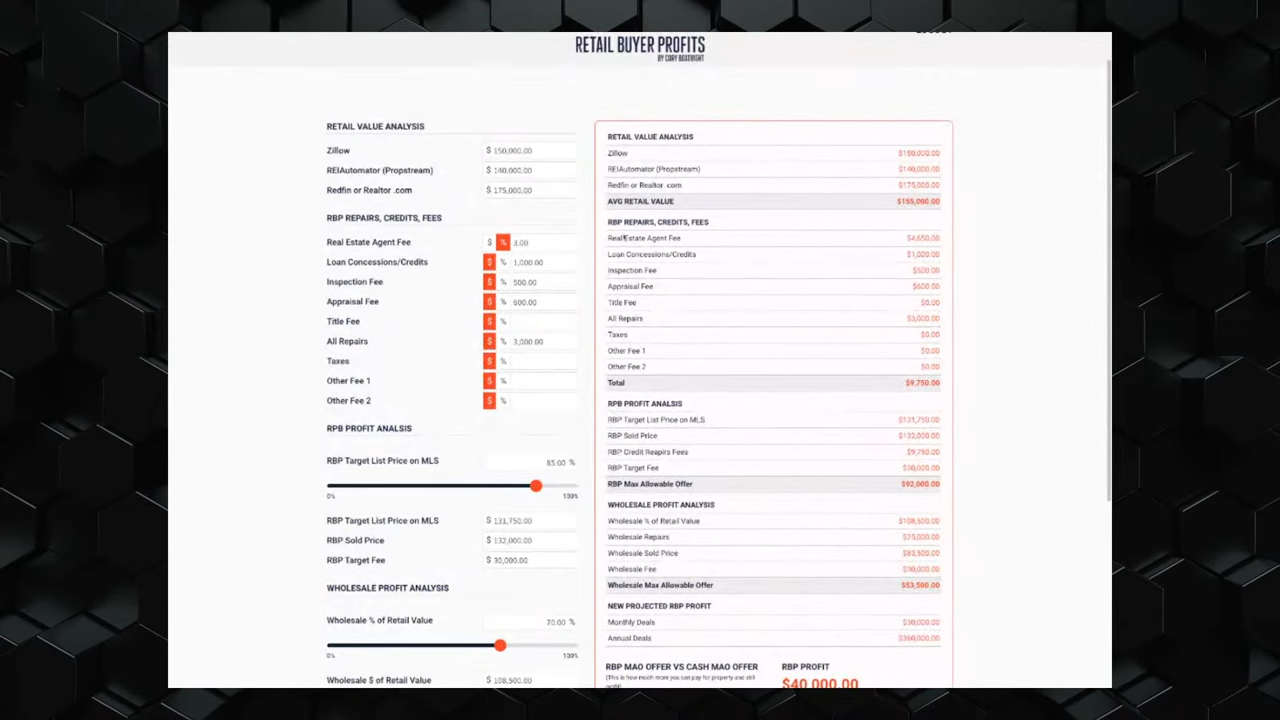 RETAIL BUYER PROFITS
BY CORY BOATRIGHT
RETAIL VALUE ANALYSIS
Zillow $ 150,000.00
REIAutomator (Propstream) $ 140,000.00
Redfin or Realtor .com $ 175,000.00
RBP REPAIRS, CREDITS, FEES
Real Estate Agent Fee $ % 3.00
Loan Concessions/Credits $ % 1,000.00
Inspection Fee $ % 500.00
Appraisal Fee $ % 600.00
Title Fee $ %
All Repairs $ % 3,000.00
Taxes $ %
Other Fee 1 $ %
Other Fee 2 $ %
RPB PROFIT ANALSIS
RBP Target List Price on MLS 85.00 %
0% 100%
RBP Target List Price on MLS $ 131,750.00
RBP Sold Price $ 132,000.00
RBP Target Fee $ 30,000.00
WHOLESALE PROFIT ANALYSIS
Wholesale % of Retail Value 70.00 %
0% 100%
Wholesale $ of Retail Value $ 108,500.00
RETAIL VALUE ANALYSIS
Zillow $150,000.00
REIAutomator (Propstream) $140,000.00
Redfin or Realtor .com $175,000.00
AVG RETAIL VALUE $155,000.00
RBP REPAIRS, CREDITS, FEES
Real Estate Agent Fee $4,650.00
Loan Concessions/Credits $1,000.00
Inspection Fee $500.00
Appraisal Fee $600.00
Title Fee $0.00
All Repairs $3,000.00
Taxes $0.00
Other Fee 1 $0.00
Other Fee 2 $0.00
Total $9,750.00
RPB PROFIT ANALSIS
RBP Target List Price on MLS $131,750.00
RBP Sold Price $132,000.00
RBP Credit Reapirs Fees $9,750.00
RBP Target Fee $30,000.00
RBP Max Allowable Offer $92,000.00
WHOLESALE PROFIT ANALYSIS
Wholesale % of Retail Value $108,500.00
Wholesale Repairs $25,000.00
Wholesale Sold Price $83,500.00
Wholesale Fee $30,000.00
Wholesale Max Allowable Offer $53,500.00
NEW PROJECTED RBP PROFIT
Monthly Deals $30,000.00
Annual Deals $360,000.00
RBP MAO OFFER VS CASH MAO OFFER
(This is how much more you can pay for property and still
RBP PROFIT
$40,000.00